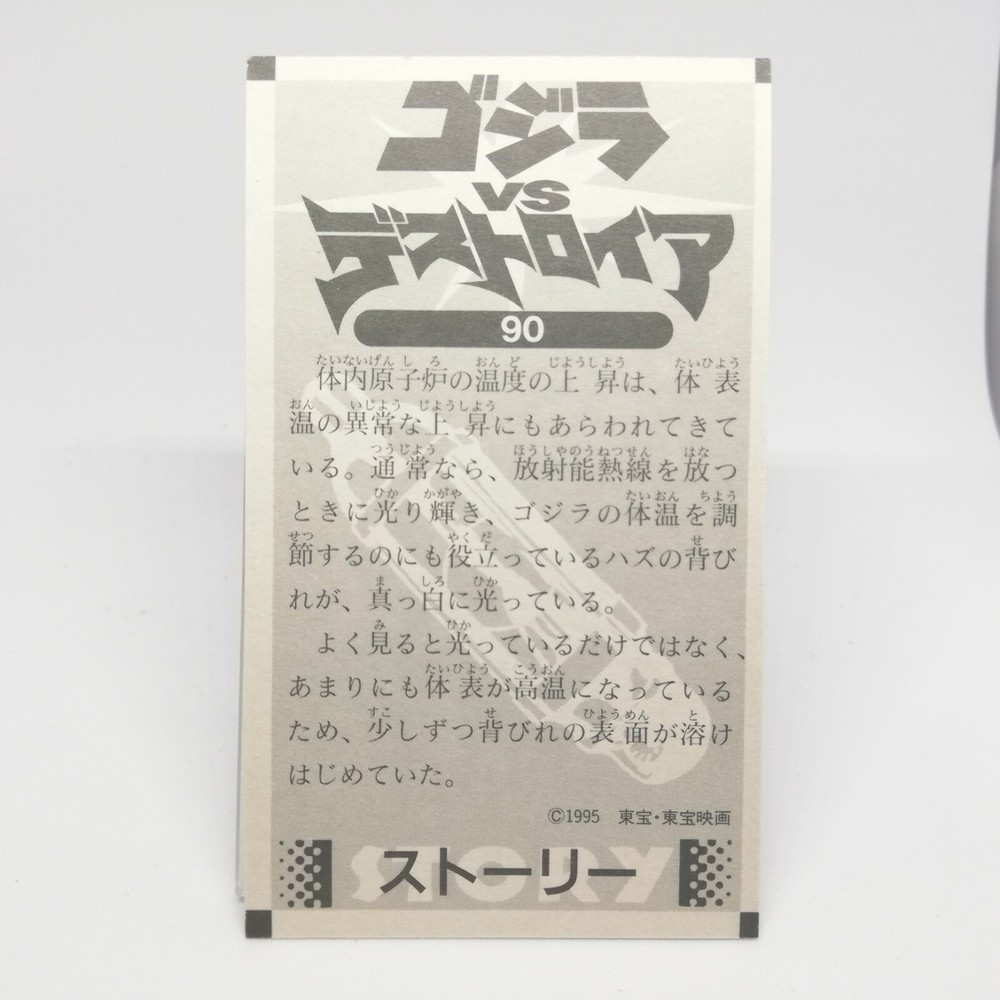 ゴジラ
VS
デストロイア
90
体内原子炉の温度の上昇は、体表
温の異常な上昇にもあらわれてきて
いる。通常なら、放射能熱線を放つ
ときに光り輝き、ゴジラの体温を調
節するのにも役立っているハズの背び
れが、真っ白に光っている。
よく見ると光っているだけではなく、
あまりにも体表が高温になっている
ため、少しずつ背びれの表面が溶け
はじめていた。
©1995 東宝・東宝映画
STORY
ストーリー